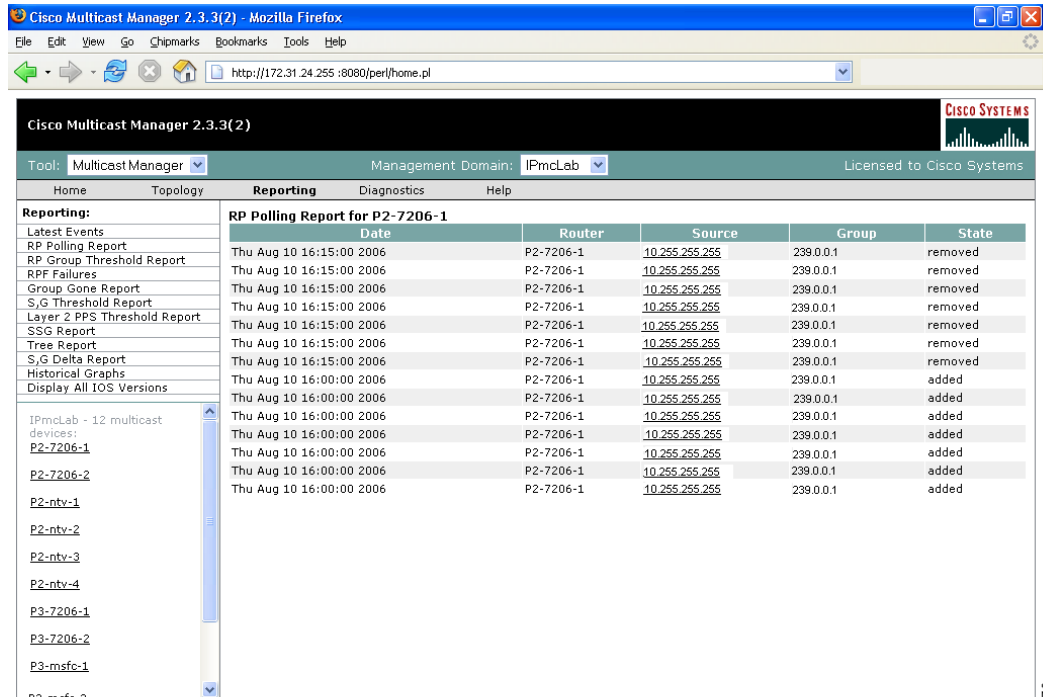 Cisco Multicast Manager 2.3.3(2) - Mozilla Firefox
File Edit View Go Chipmarks Bookmarks Tools Help
http://172.31.24.255 :8080/perl/home.pl
Cisco Multicast Manager 2.3.3(2)
CISCO SYSTEMS
Tool: Multicast Manager Management Domain: IPmcLab Licensed to Cisco Systems
Home Topology Reporting Diagnostics Help
Reporting:
Latest Events
RP Polling Report
RP Group Threshold Report
RPF Failures
Group Gone Report
S,G Threshold Report
Layer 2 PPS Threshold Report
SSG Report
Tree Report
S,G Delta Report
Historical Graphs
Display All IOS Versions
IPmcLab - 12 multicast
devices:
P2-7206-1
P2-7206-2
P2-ntv-1
P2-ntv-2
P2-ntv-3
P2-ntv-4
P3-7206-1
P3-7206-2
P3-msfc-1
RP Polling Report for P2-7206-1
Date Router Source Group State
Thu Aug 10 16:15:00 2006 P2-7206-1 10.255.255.255 239.0.0.1 removed
Thu Aug 10 16:15:00 2006 P2-7206-1 10.255.255.255 239.0.0.1 removed
Thu Aug 10 16:15:00 2006 P2-7206-1 10.255.255.255 239.0.0.1 removed
Thu Aug 10 16:15:00 2006 P2-7206-1 10.255.255.255 239.0.0.1 removed
Thu Aug 10 16:15:00 2006 P2-7206-1 10.255.255.255 239.0.0.1 removed
Thu Aug 10 16:15:00 2006 P2-7206-1 10.255.255.255 239.0.0.1 removed
Thu Aug 10 16:15:00 2006 P2-7206-1 10.255.255.255 239.0.0.1 removed
Thu Aug 10 16:00:00 2006 P2-7206-1 10.255.255.255 239.0.0.1 added
Thu Aug 10 16:00:00 2006 P2-7206-1 10.255.255.255 239.0.0.1 added
Thu Aug 10 16:00:00 2006 P2-7206-1 10.255.255.255 239.0.0.1 added
Thu Aug 10 16:00:00 2006 P2-7206-1 10.255.255.255 239.0.0.1 added
Thu Aug 10 16:00:00 2006 P2-7206-1 10.255.255.255 239.0.0.1 added
Thu Aug 10 16:00:00 2006 P2-7206-1 10.255.255.255 239.0.0.1 added
Thu Aug 10 16:00:00 2006 P2-7206-1 10.255.255.255 239.0.0.1 added